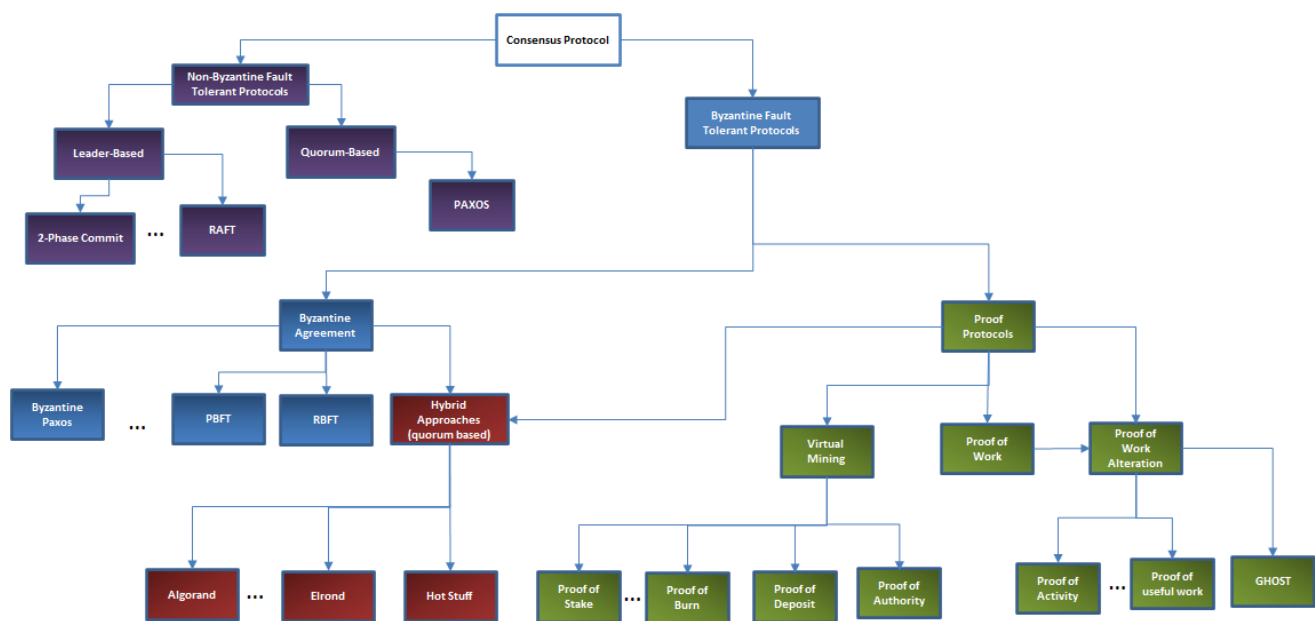 Consensus Protocol
Non-Byzantine Fault
Tolerant Protocols
Byzantine Fault
Tolerant Protocols
Leader-Based
Quorum-Based
PAXOS
2-Phase Commit
...
RAFT
Byzantine
Agreement
Proof
Protocols
Byzantine
Paxos
...
PBFT
RBFT
Hybrid
Approaches
(quorum based)
Virtual
Mining
Proof of
Work
Proof of
Work
Alteration
Algorand
...
Elrond
Hot Stuff
Proof of
Stake
...
Proof of
Burn
Proof of
Deposit
Proof of
Authority
Proof of
Activity
...
Proof of
useful work
GHOST